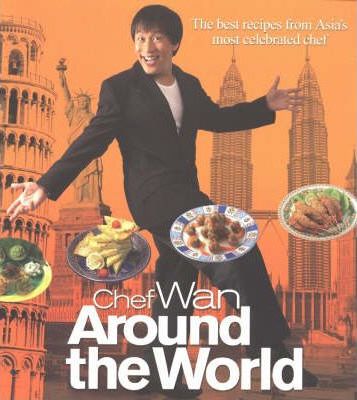 The best recipes from Asia's
most celebrated chef
Chef Wan
Around
the World